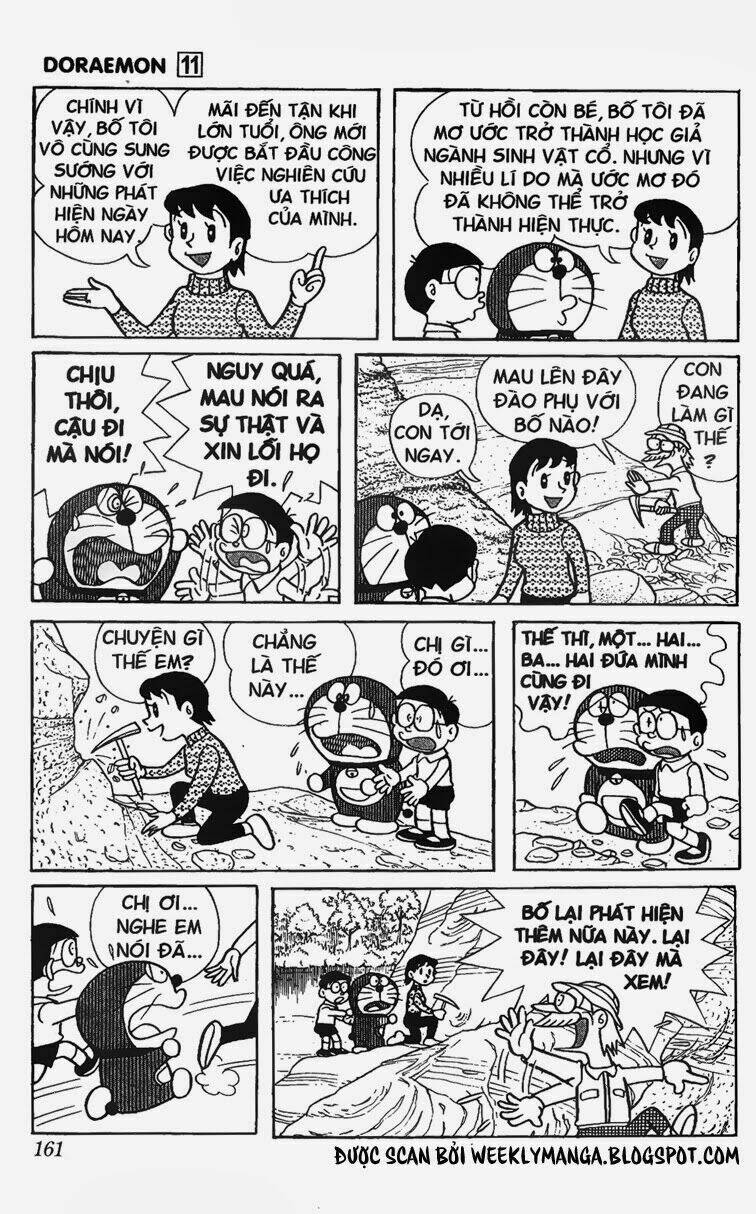 DORAEMON 11
TỪ HỒI CÒN BÉ, BỐ TÔI ĐÃ
MƠ ƯỚC TRỞ THÀNH HỌC GIẢ
NGÀNH SINH VẬT CỔ. NHƯNG VÌ
NHIỀU LÍ DO MÀ ƯỚC MƠ ĐÓ
ĐÃ KHÔNG THỂ TRỞ
THÀNH HIỆN THỰC.
MÃI ĐẾN TẬN KHI
LỚN TUỔI, ÔNG MỚI
ĐƯỢC BẮT ĐẦU CÔNG
VIỆC NGHIÊN CỨU
ƯA THÍCH
CỦA MÌNH.
CHÍNH VÌ
VẬY, BỐ TÔI
VÔ CÙNG SUNG
SƯỚNG VỚI
NHỮNG PHÁT
HIỆN NGÀY
HÔM NAY.
CON
ĐANG
LÀM GÌ
THẾ
?
MAU LÊN ĐÂY
ĐÀO PHỤ VỚI
BỐ NÀO!
DẠ,
CON TỚI
NGAY.
NGUY QUÁ,
MAU NÓI RA
SỰ THẬT VÀ
XIN LỖI HỌ
ĐI.
CHỊU
THÔI,
CẬU ĐI
MÀ NÓI!
THẾ THÌ, MỘT... HAI...
BA... HAI ĐỨA MÌNH
CÙNG ĐI
VẬY!
CHỊ GÌ...
ĐÓ ƠI...
CHẲNG
LÀ THẾ
NÀY...
CHUYỆN GÌ
THẾ EM?
BỐ LẠI PHÁT HIỆN
THÊM NỮA NÀY. LẠI
ĐÂY! LẠI ĐÂY MÀ
XEM!
CHỊ ƠI...
NGHE EM
NÓI ĐÃ...
161
ĐƯỢC SCAN BỞI WEEKLYMANGA.BLOGSPOT.COM